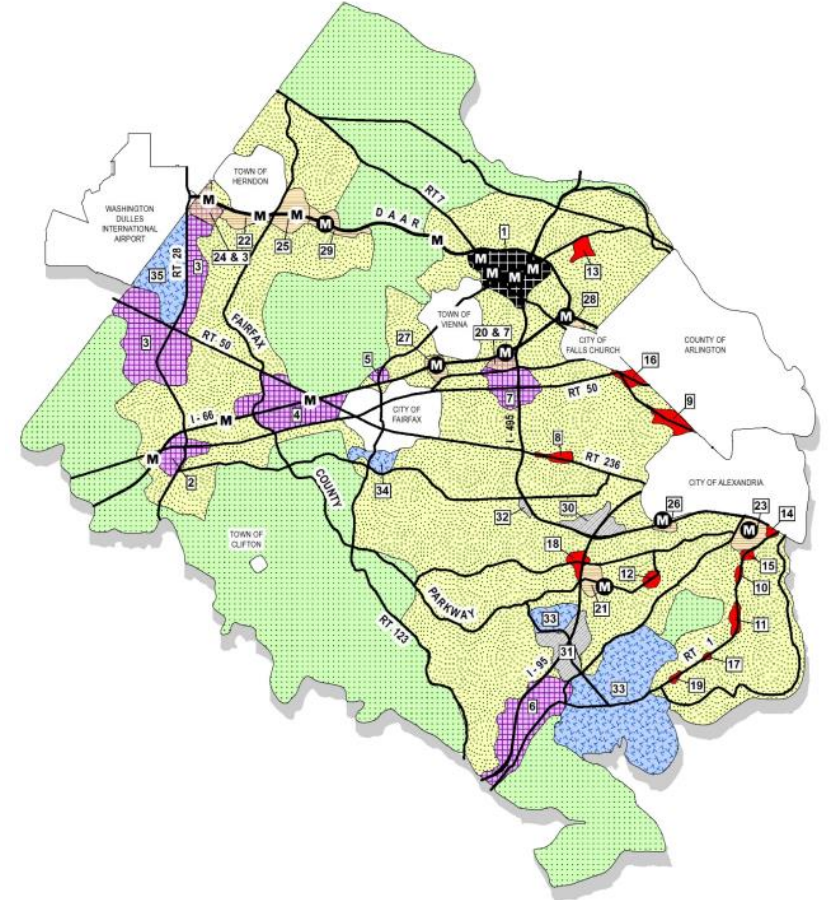 TOWN OF
HERNDON
WASHINGTON
DULLES
INTERNATIONAL
AIRPORT
RT 7
DAAR
M
M
M
M
M
22
25
29
24 & 3
RT 28
35
3
3
1
M
M
M
M
13
28
M
TOWN OF
VIENNA
20 & 7
M
27
M
CITY OF
FALLS CHURCH
COUNTY OF
ARLINGTON
RT 50
FAIRFAX
5
16
9
7
RT 50
I - 66
M
M
4
CITY OF
FAIRFAX
I - 495
M
2
8
RT 236
34
COUNTY
CITY OF ALEXANDRIA
32
30
26
M
23
M
14
TOWN OF
CLIFTON
18
12
15
10
M
21
PARKWAY
33
11
RT. 123
31
RT 1
17
I - 95
33
19
6